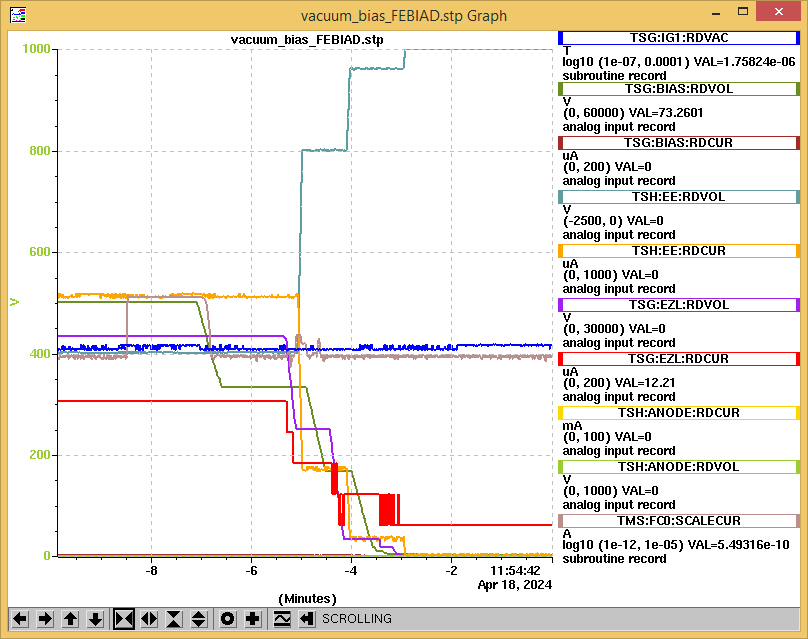 vacuum_bias_FEBIAD.stp Graph
vacuum_bias_FEBIAD.stp
1000
800
600
V
400
200
0
-8
-6
-4
-2
11:54:42
Apr 18, 2024
(Minutes)
TSG:IG1:RDVAC
T
log10 (1e-07, 0.0001) VAL=1.75824e-06
subroutine record
TSG:BIAS:RDVOL
V
(0, 60000) VAL=73.2601
analog input record
TSG:BIAS:RDCUR
uA
(0, 200) VAL=0
analog input record
TSH:EE:RDVOL
V
(-2500, 0) VAL=0
analog input record
TSH:EE:RDCUR
uA
(0, 1000) VAL=0
analog input record
TSG:EZL:RDVOL
V
(0, 30000) VAL=0
analog input record
TSG:EZL:RDCUR
uA
(0, 200) VAL=12.21
analog input record
TSH:ANODE:RDCUR
mA
(0, 100) VAL=0
analog input record
TSH:ANODE:RDVOL
V
(0, 1000) VAL=0
analog input record
TMS:FC0:SCALECUR
A
log10 (1e-12, 1e-05) VAL=5.49316e-10
subroutine record
SCROLLING